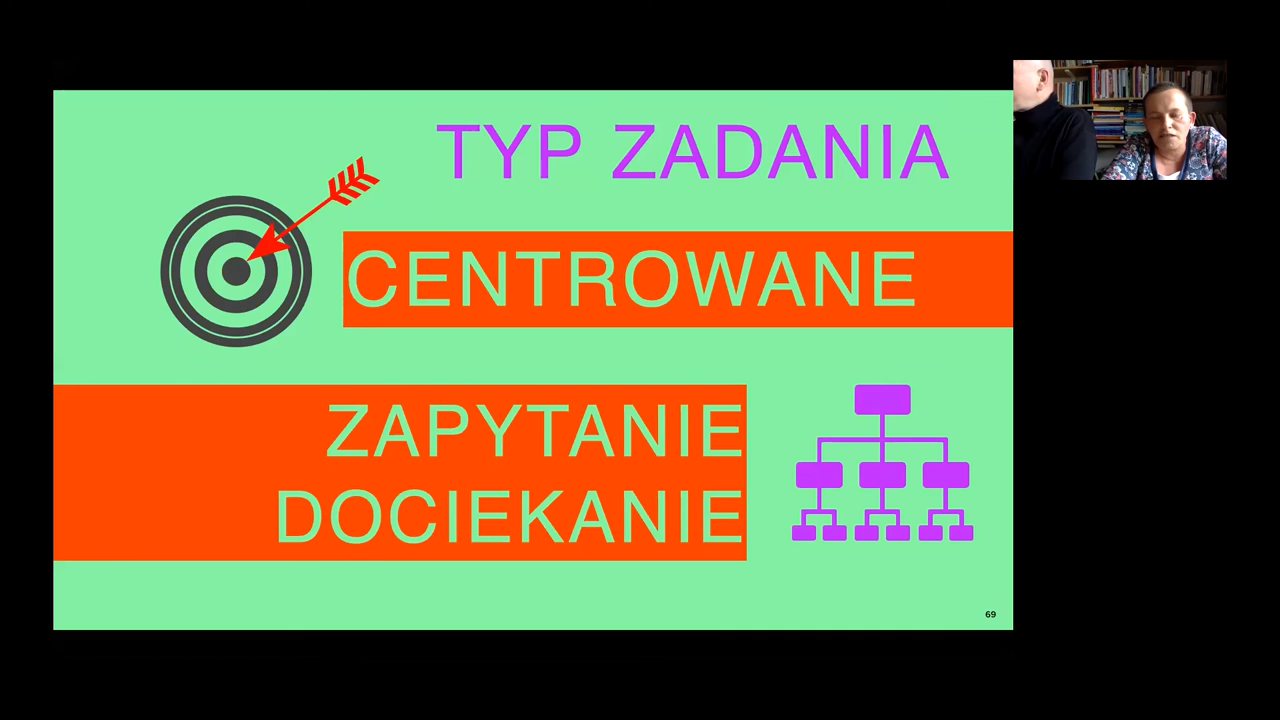 TYP ZADANIA
CENTROWANE
ZAPYTANIE
DOCIEKANIE
69